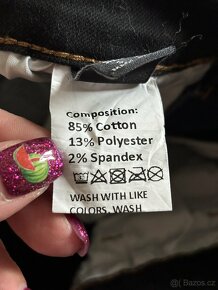 Composition:
85% Cotton
13% Polyester
2% Spandex
WASH WITH LIKE
COLORS, WASH
©Bazos.cz